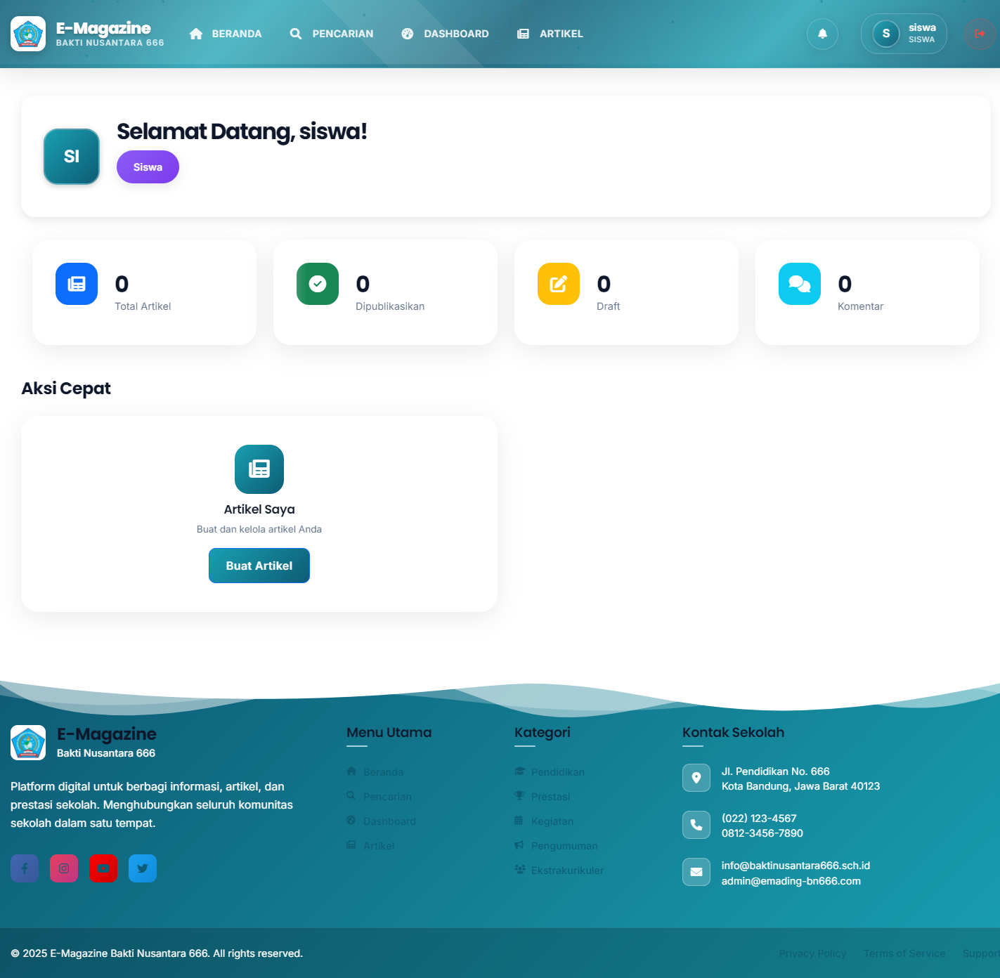 E-Magazine
BAKTI NUSANTARA 666
BERANDA
PENCARIAN
DASHBOARD
ARTIKEL
S
siswa
SISWA
SI
Selamat Datang, siswa!
Siswa
0
Total Artikel
0
Dipublikasikan
0
Draft
0
Komentar
Aksi Cepat
Artikel Saya
Buat dan kelola artikel Anda
Buat Artikel
E-Magazine
Bakti Nusantara 666
Platform digital untuk berbagi informasi, artikel, dan
prestasi sekolah. Menghubungkan seluruh komunitas
sekolah dalam satu tempat.
Menu Utama
Beranda
Pencarian
Dashboard
Artikel
Kategori
Pendidikan
Prestasi
Kegiatan
Pengumuman
Ekstrakurikuler
Kontak Sekolah
Jl. Pendidikan No. 666
Kota Bandung, Jawa Barat 40123
(022) 123-4567
0812-3456-7890
info@baktinusantara666.sch.id
admin@emading-bn666.com
© 2025 E-Magazine Bakti Nusantara 666. All rights reserved.
Privacy Policy
Terms of Service
Support